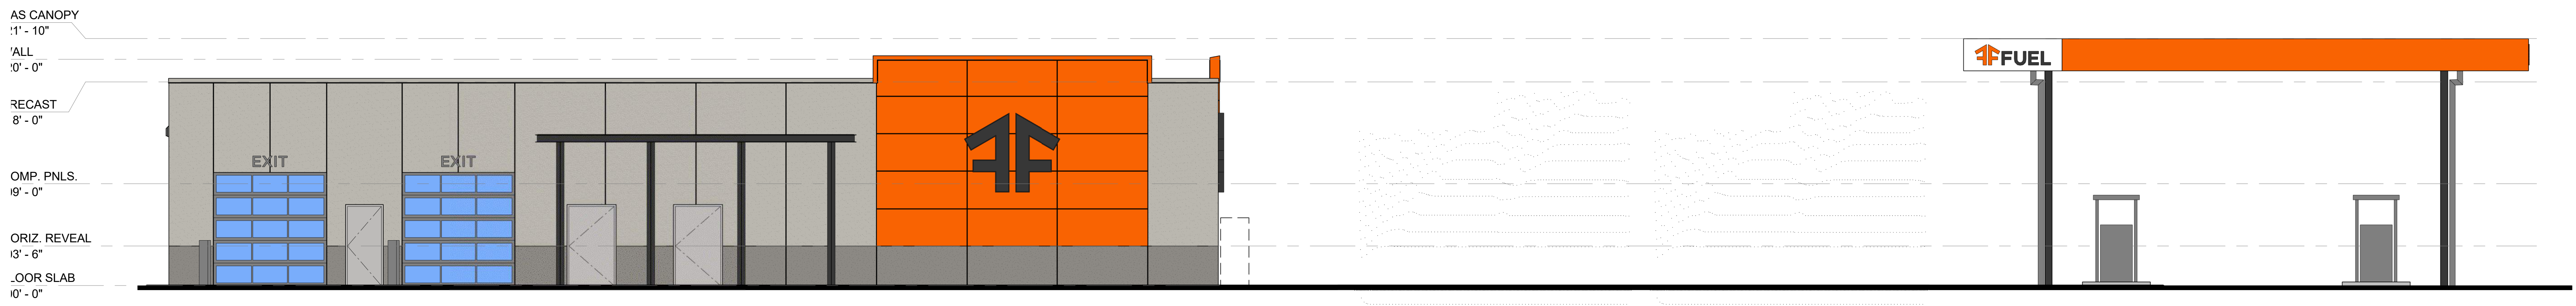 AS CANOPY
1' - 10"
ALL
0' - 0"
RECAST
8' - 0"
OMP. PNLS.
9' - 0"
ORIZ. REVEAL
3' - 6"
LOOR SLAB
0' - 0"
EXIT
EXIT
FUEL